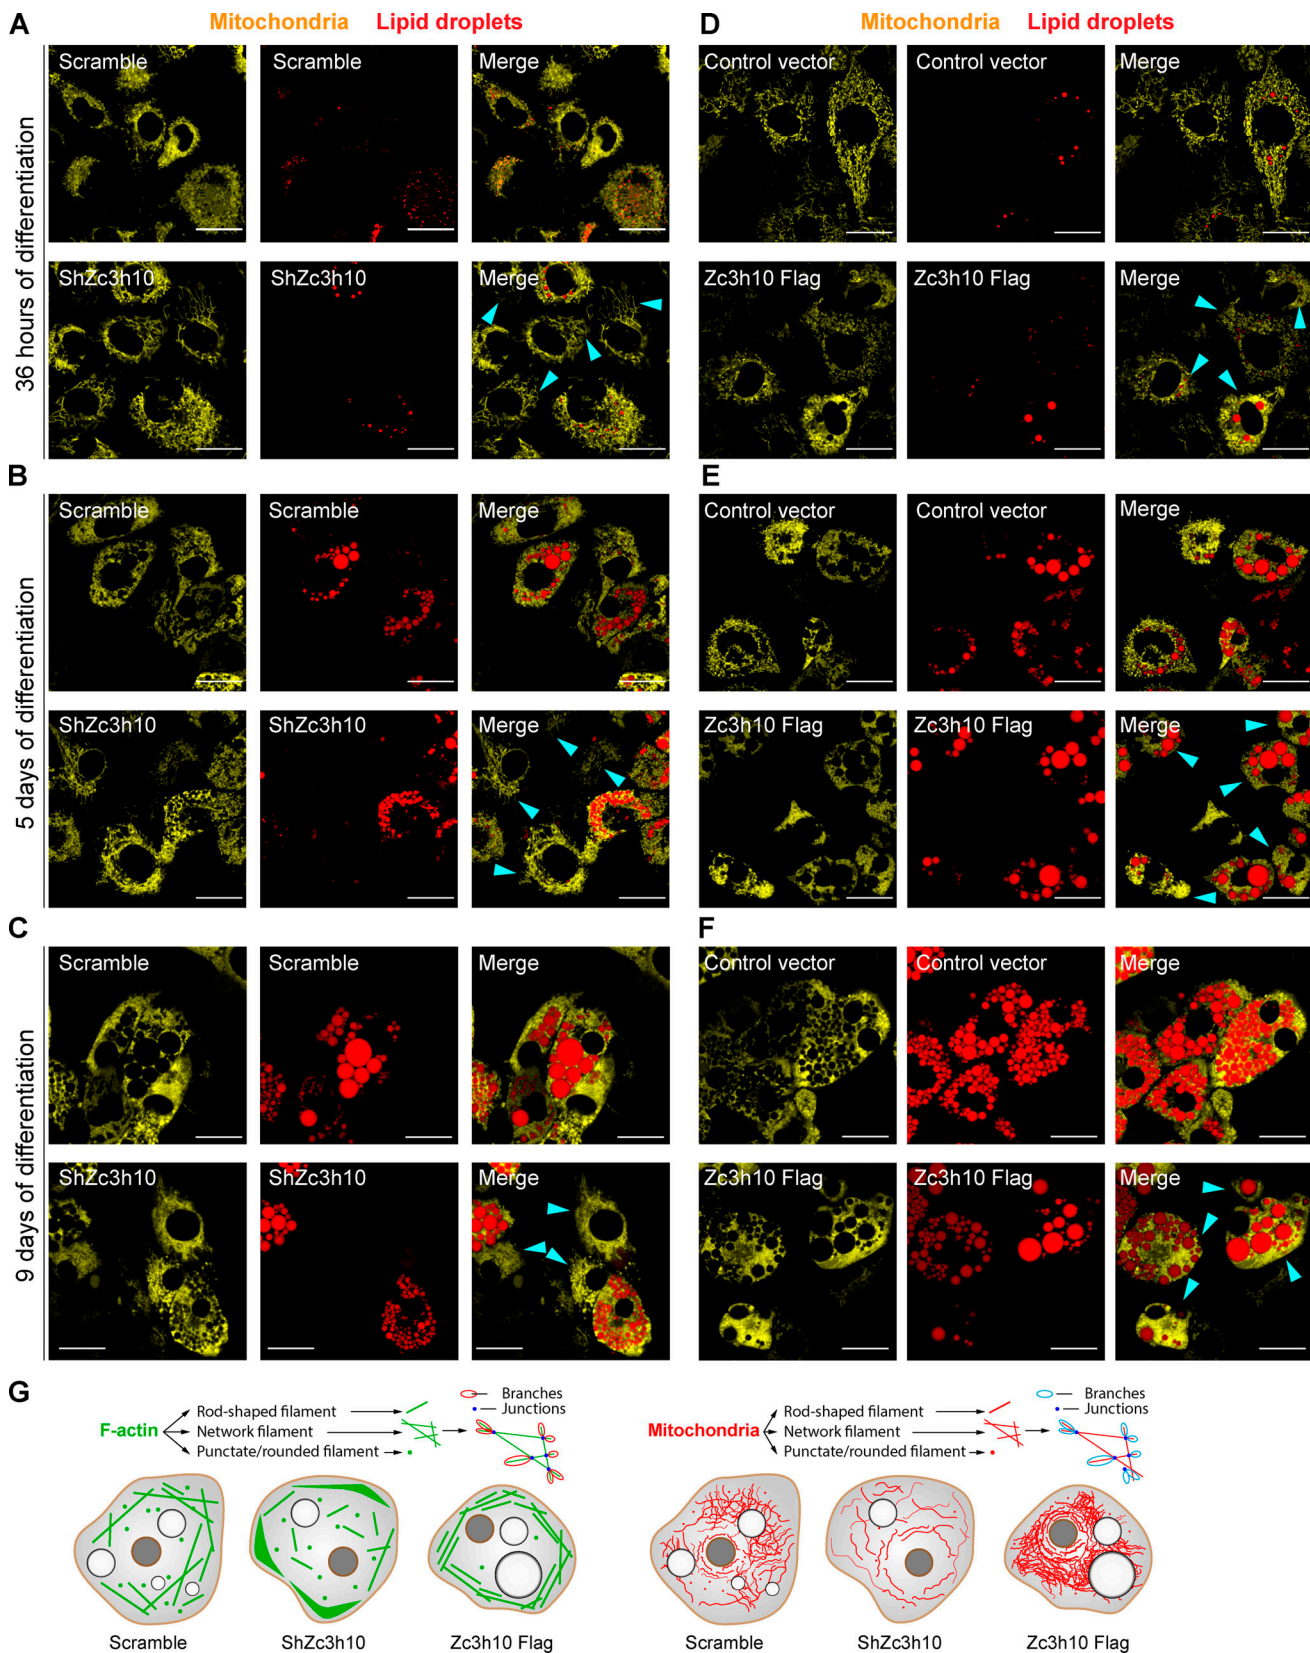 A
Mitochondria Lipid droplets
D
Mitochondria Lipid droplets
36 hours of differentiation
Scramble
Scramble
Merge
Control vector
Control vector
Merge
ShZc3h10
ShZc3h10
Merge
Zc3h10 Flag
Zc3h10 Flag
Merge
B
E
5 days of differentiation
Scramble
Scramble
Merge
Control vector
Control vector
Merge
ShZc3h10
ShZc3h10
Merge
Zc3h10 Flag
Zc3h10 Flag
Merge
C
F
9 days of differentiation
Scramble
Scramble
Merge
Control vector
Control vector
Merge
ShZc3h10
ShZc3h10
Merge
Zc3h10 Flag
Zc3h10 Flag
Merge
G
F-actin
Rod-shaped filament
Network filament
Punctate/rounded filament
Branches
Junctions
Scramble
ShZc3h10
Zc3h10 Flag
Mitochondria
Rod-shaped filament
Network filament
Punctate/rounded filament
Branches
Junctions
Scramble
ShZc3h10
Zc3h10 Flag